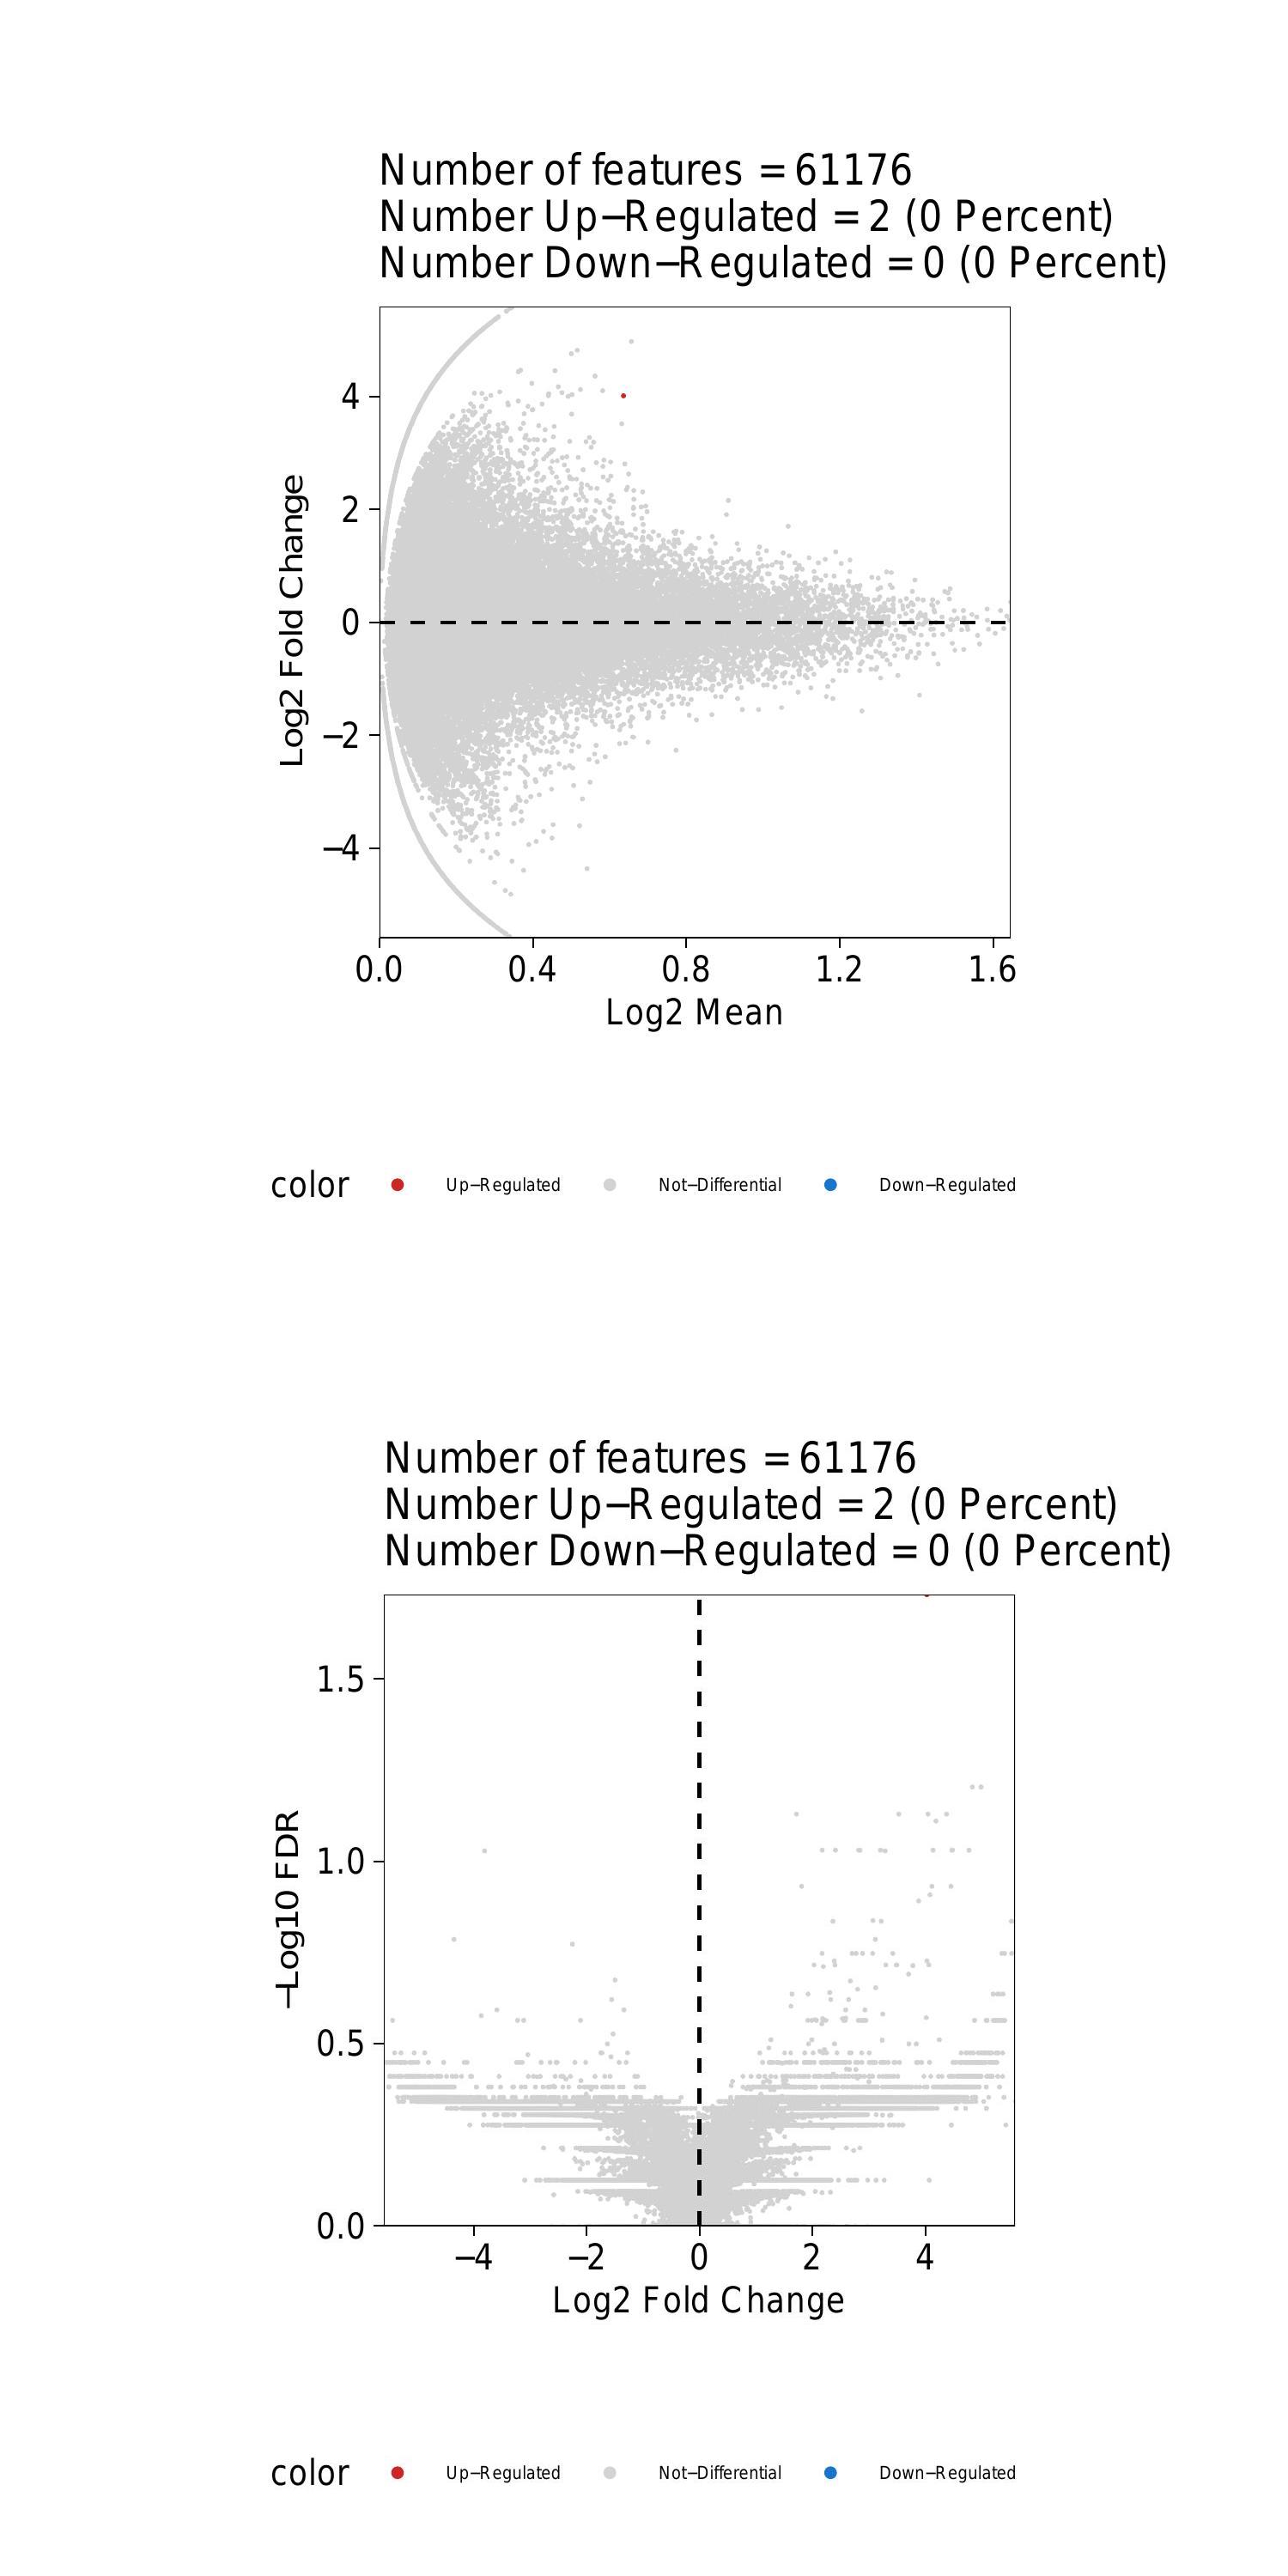 Number of features = 61176
Number Up−Regulated = 2 (0 Percent)
Number Down−Regulated = 0 (0 Percent)
Log2 Fold Change
4
2
0
−2
−4
0.0 0.4 0.8 1.2 1.6
Log2 Mean
color Up−Regulated Not−Differential Down−Regulated
Number of features = 61176
Number Up−Regulated = 2 (0 Percent)
Number Down−Regulated = 0 (0 Percent)
−Log10 FDR
1.5
1.0
0.5
0.0
−4 −2 0 2 4
Log2 Fold Change
color Up−Regulated Not−Differential Down−Regulated